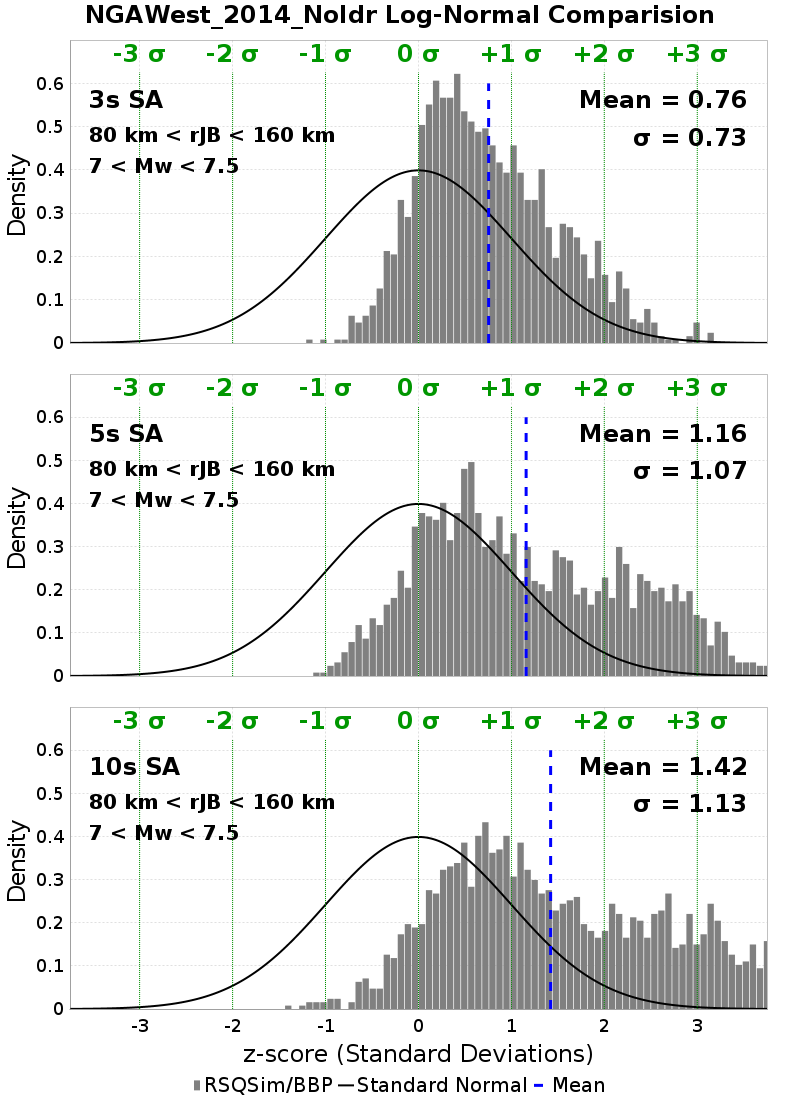 NGAWest_2014_NoIdr Log-Normal Comparision
-3 σ -2 σ -1 σ 0 σ +1 σ +2 σ +3 σ
3s SA
80 km < rJB < 160 km
7 < Mw < 7.5
Mean = 0.76
σ = 0.73
Density
0.6
0.5
0.4
0.3
0.2
0.1
0
-3 σ -2 σ -1 σ 0 σ +1 σ +2 σ +3 σ
5s SA
80 km < rJB < 160 km
7 < Mw < 7.5
Mean = 1.16
σ = 1.07
Density
0.6
0.5
0.4
0.3
0.2
0.1
0
-3 σ -2 σ -1 σ 0 σ +1 σ +2 σ +3 σ
10s SA
80 km < rJB < 160 km
7 < Mw < 7.5
Mean = 1.42
σ = 1.13
Density
0.6
0.5
0.4
0.3
0.2
0.1
0
-3 -2 -1 0 1 2 3
z-score (Standard Deviations)
RSQSim/BBP Standard Normal Mean